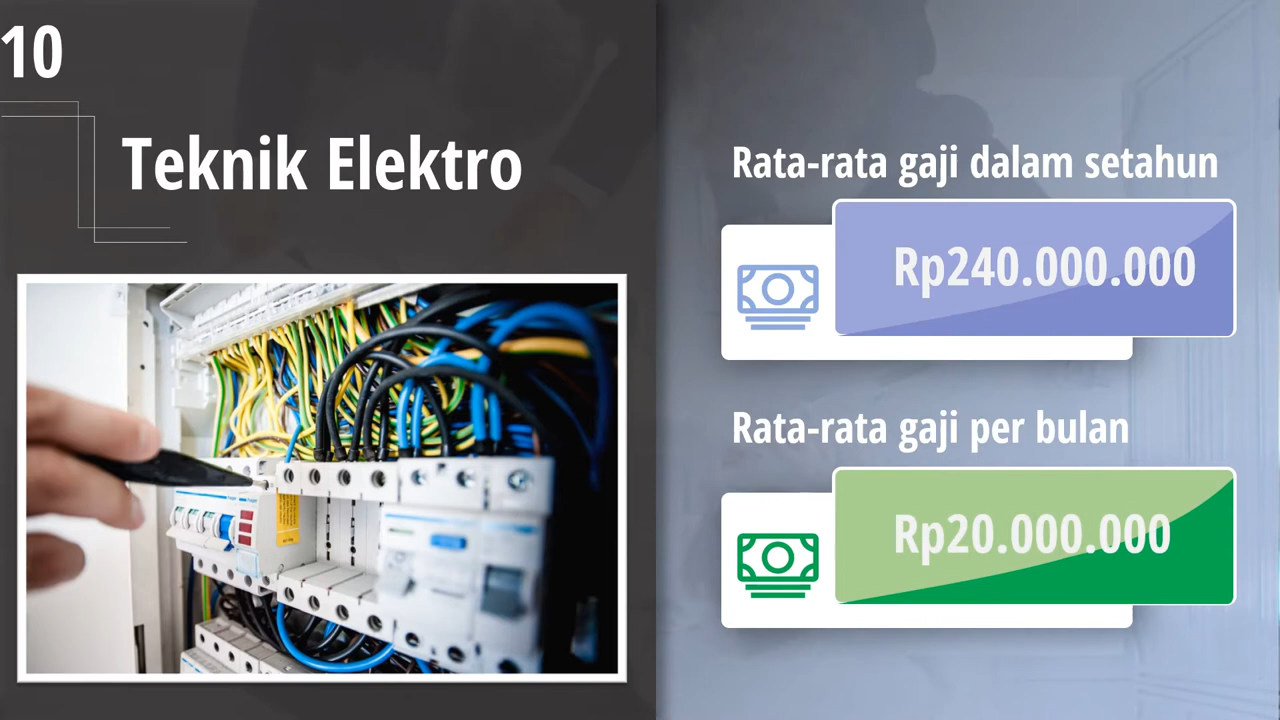 10
Teknik Elektro
Rata-rata gaji dalam setahun
Rp240.000.000
Rata-rata gaji per bulan
Rp20.000.000